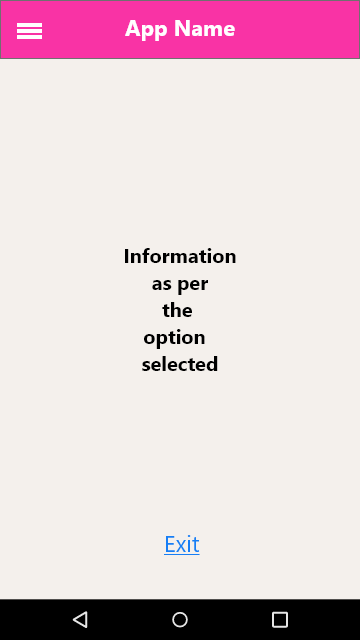 App Name
Information
as per
the
option
selected
Exit